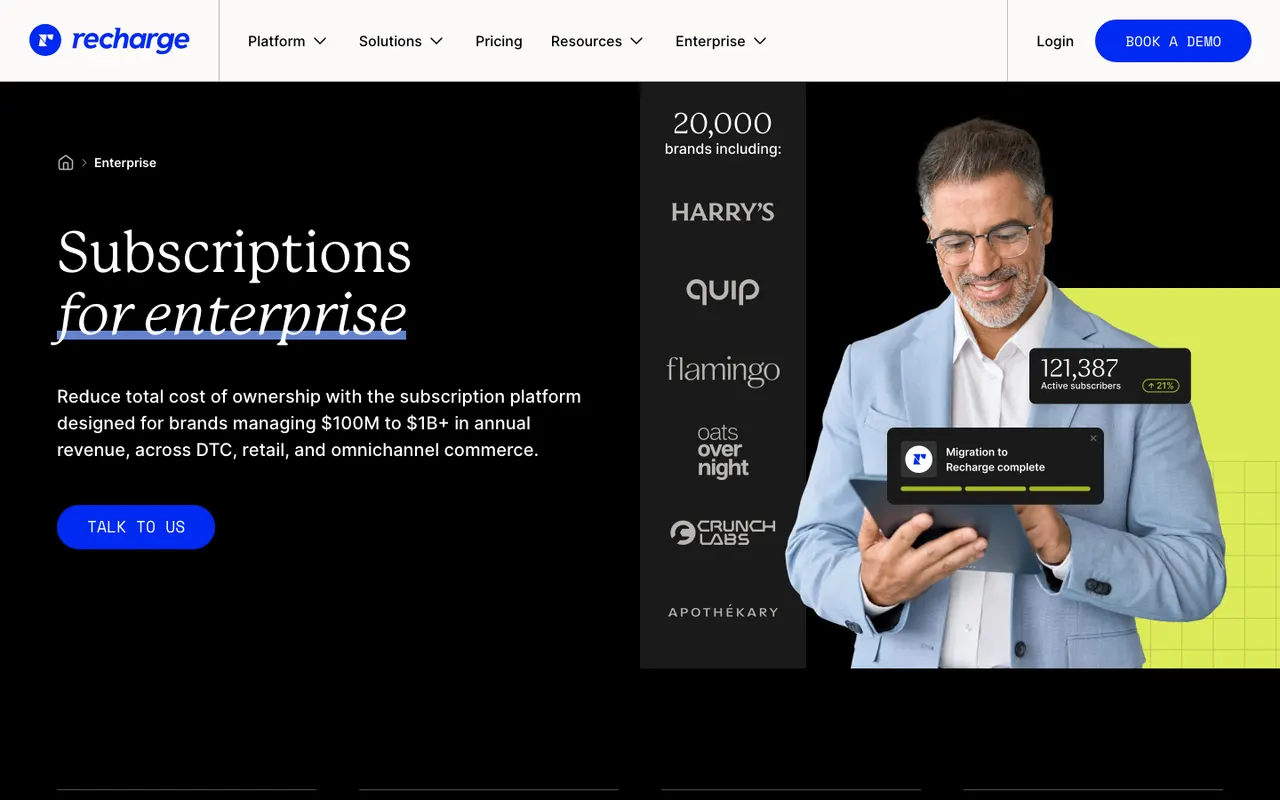 recharge
Platform
Solutions
Pricing
Resources
Enterprise
Login
BOOK A DEMO
Enterprise
Subscriptions
for enterprise
Reduce total cost of ownership with the subscription platform
designed for brands managing $100M to $1B+ in annual
revenue, across DTC, retail, and omnichannel commerce.
TALK TO US
20,000
brands including:
HARRY'S
quip
flamingo
oats
over
night
CRUNCH
LABS
APOTHÉKARY
121,387
Active subscribers
↑ 21%
Migration to
Recharge complete